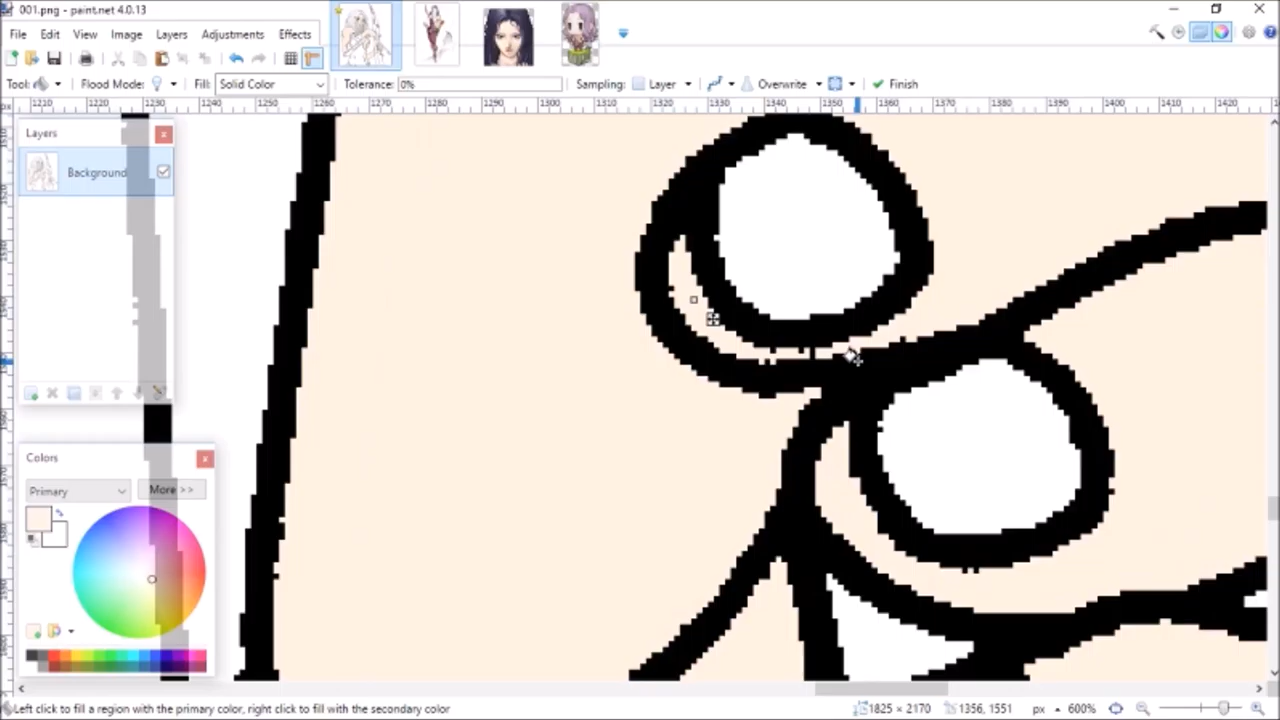 001.png - paint.net 4.0.13
File Edit View Image Layers Adjustments Effects
Tool: Flood Mode: Fill: Solid Color Tolerance: 0% Sampling: Layer Overwrite Finish
px 1210 1220 1230 1240 1250 1260 1270 1280 1290 1300 1310 1320 1330 1340 1350 1360 1370 1380 1390 1400 1410 1420
Layers
Background
Colors
Primary More >>
Left click to fill a region with the primary color, right click to fill with the secondary color 1825 × 2170 1356, 1551 px 600%